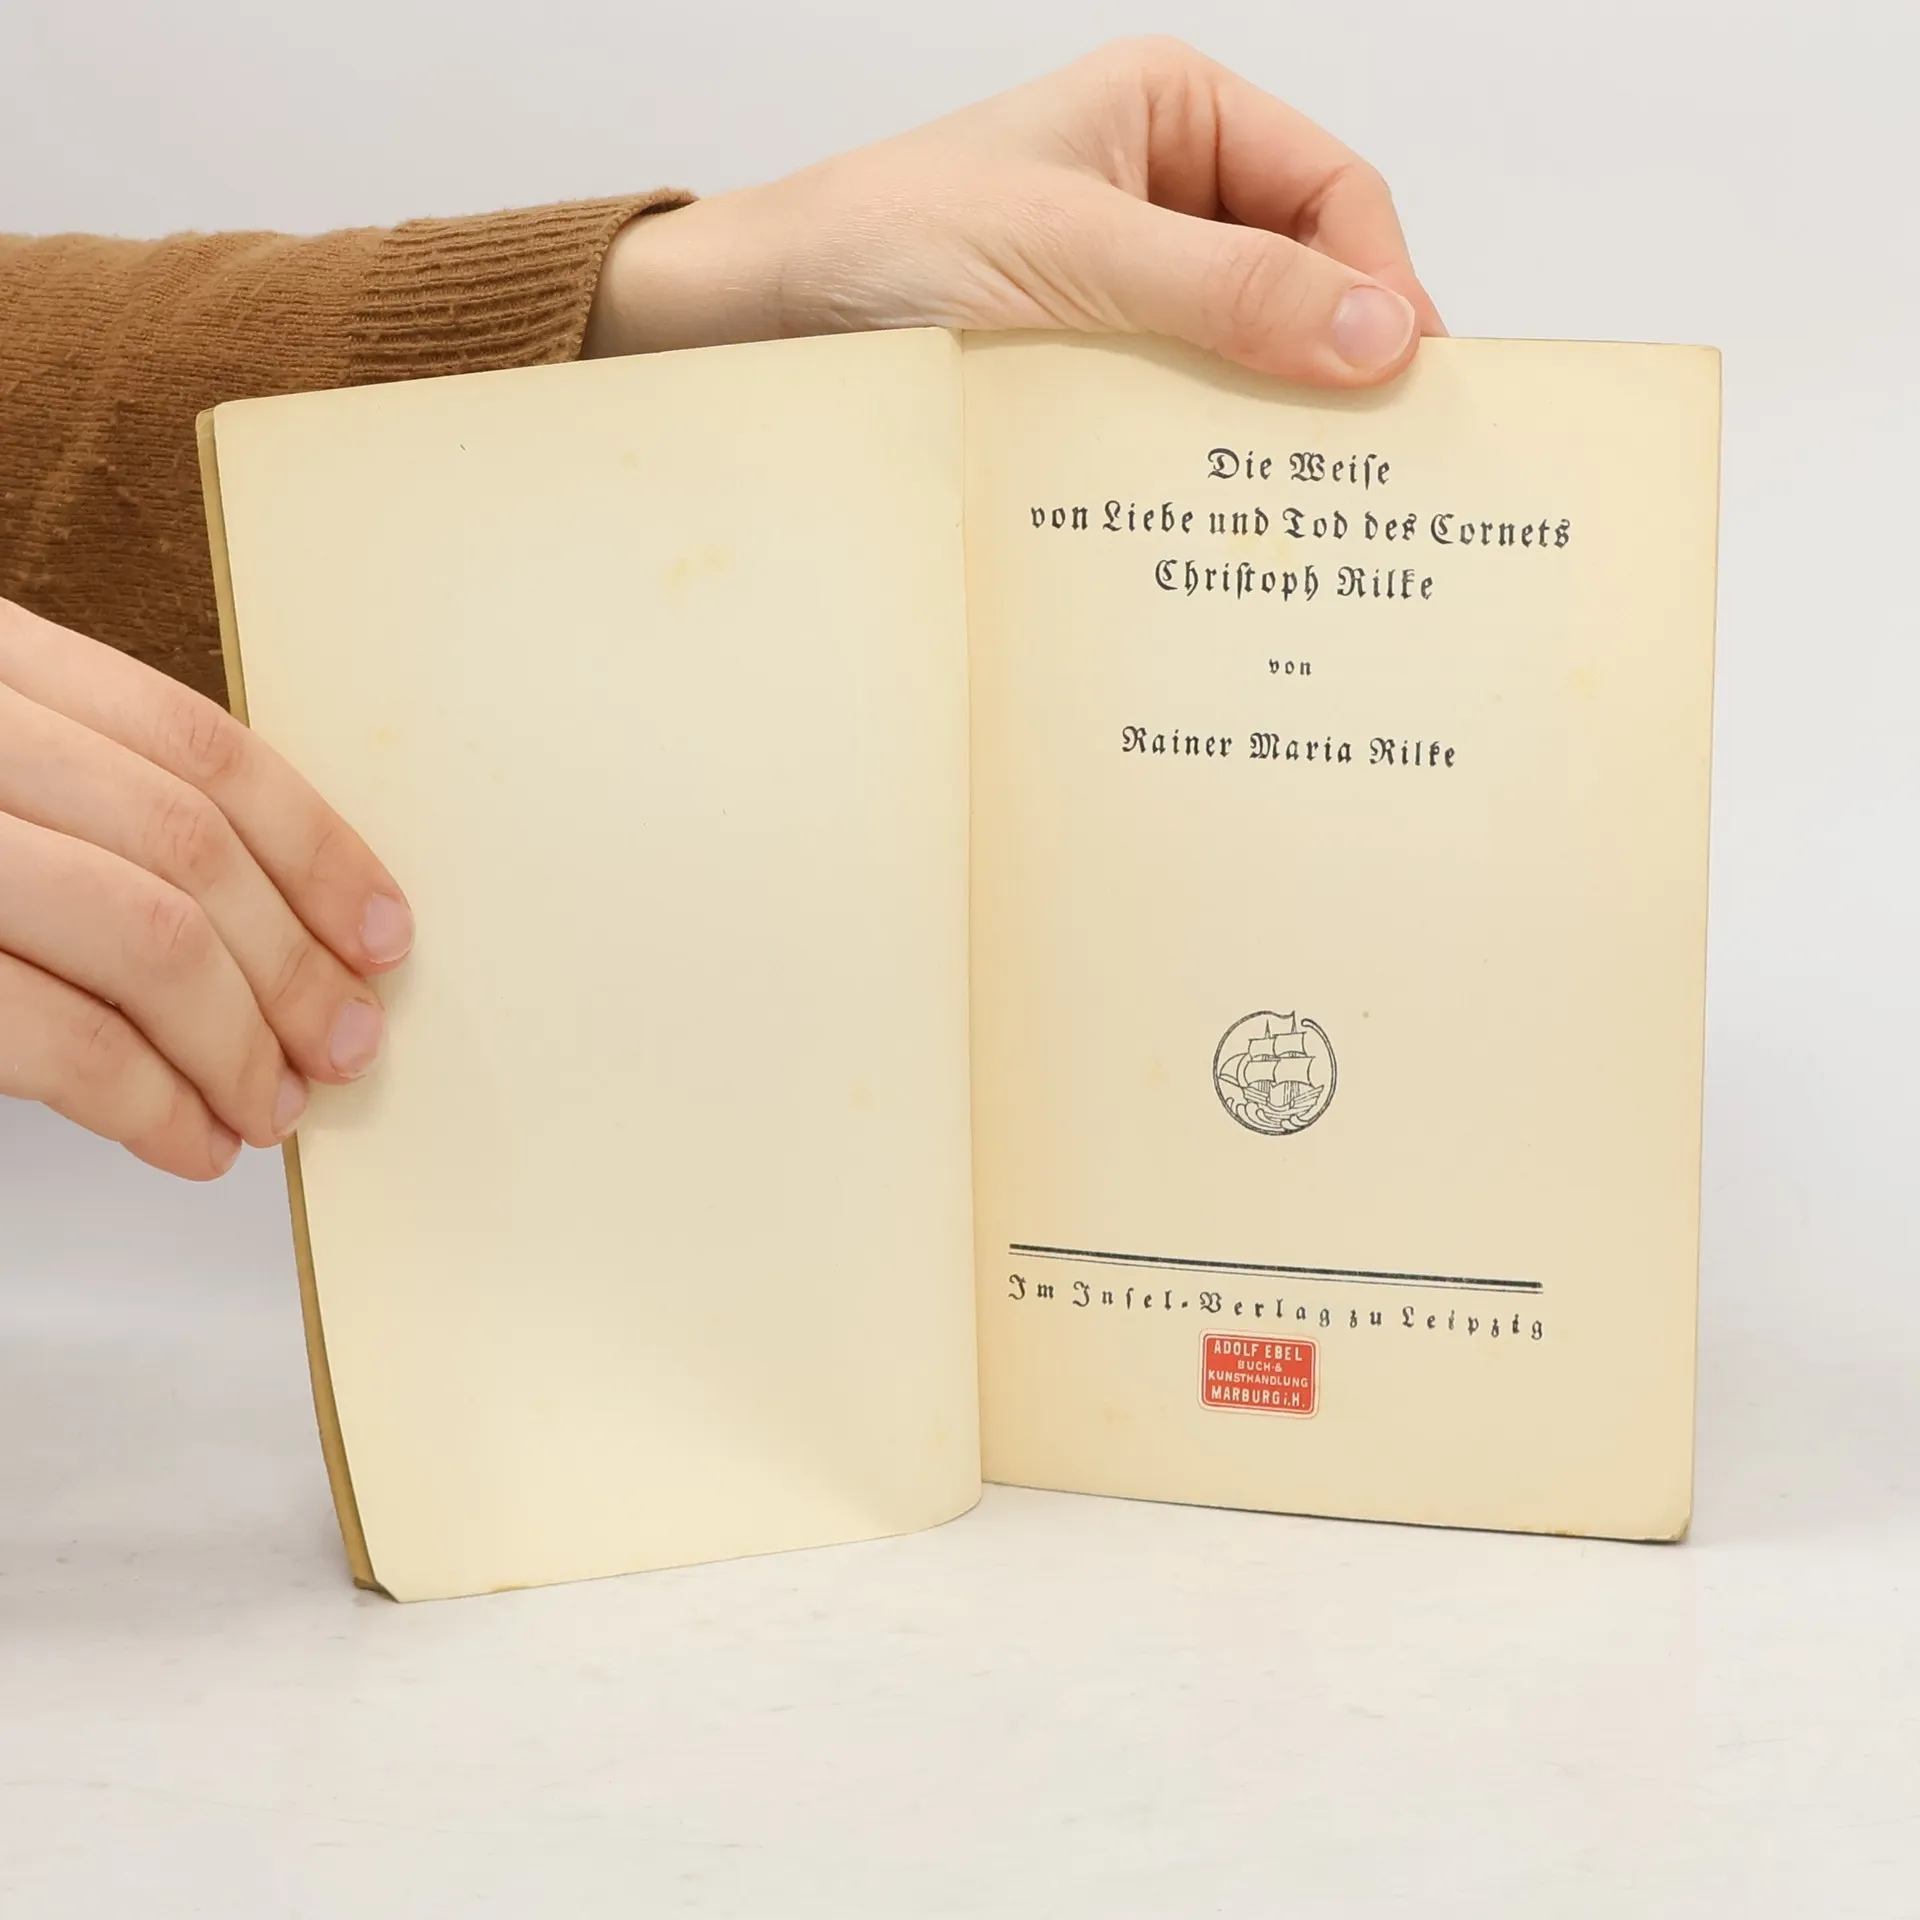 Die Weiſe
von Liebe und Tod des Cornets
Chriſtoph Rilke
von
Rainer Maria Rilke
Im Inſel-Verlag zu Leipzig
ADOLF EBEL
BUCH-&
KUNSTHANDLUNG
MARBURG i.H.